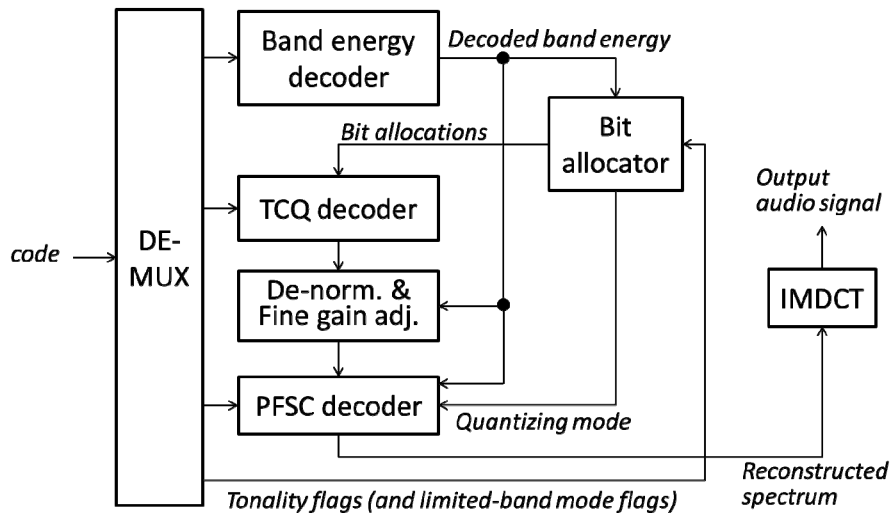 Band energy
decoder
Decoded band energy
Bit allocations
Bit
allocator
TCQ decoder
Output
audio signal
code
DE-
MUX
De-norm. &
Fine gain adj.
IMDCT
PFSC decoder
Quantizing mode
Reconstructed
spectrum
Tonality flags (and limited-band mode flags)